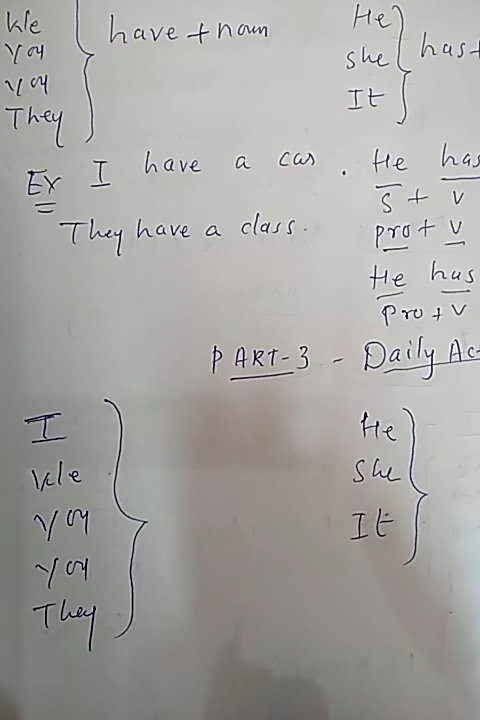 We
You
You
They
have + noun
He
She
It
has +
Ex I have a car.
They have a class.
He has
S + V
pro + V
He has
Pro + V
PART-3 - Daily Ac
I
We
You
You
They
He
She
It